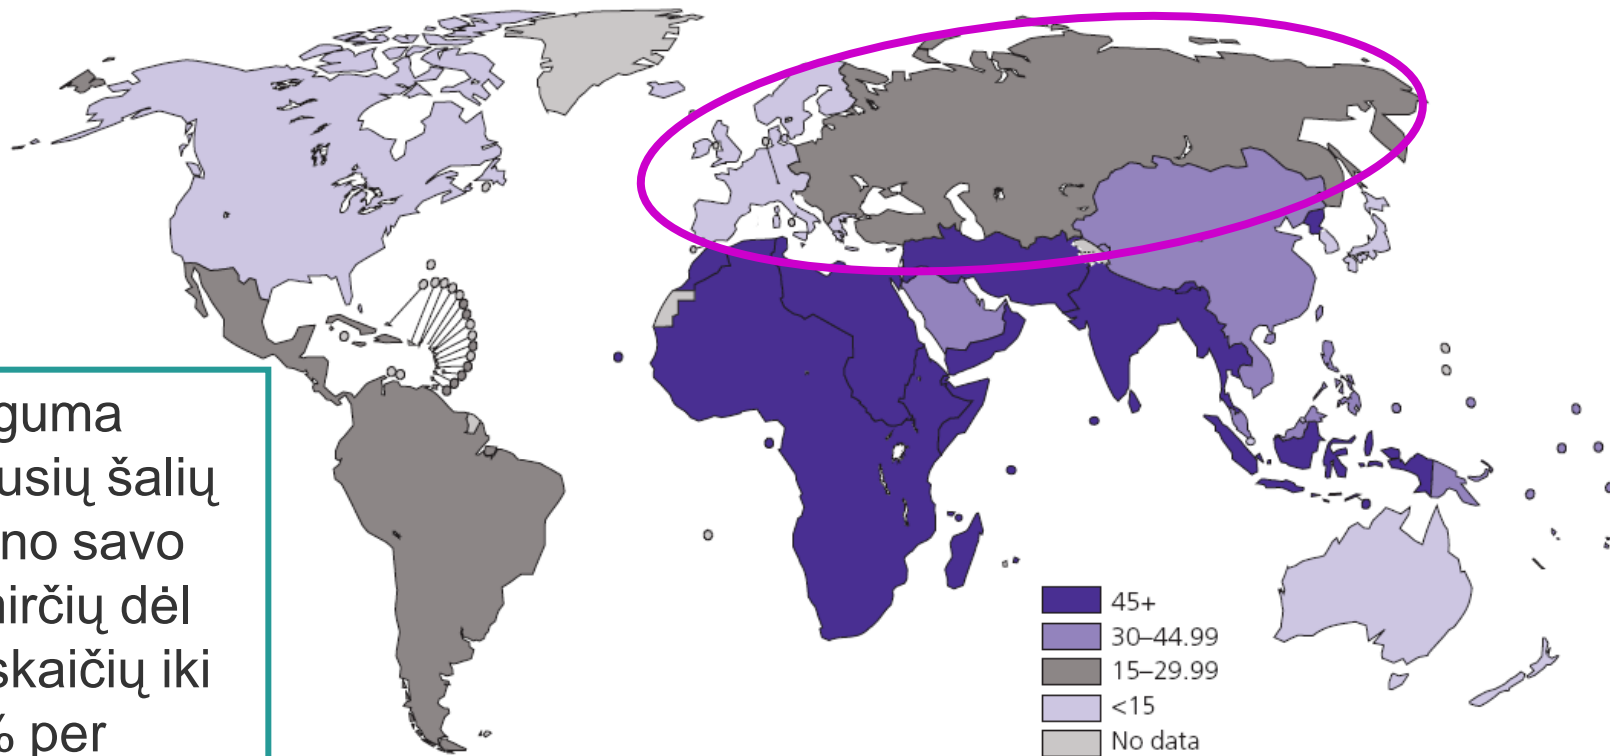 guma
usių šalių
no savo
mirčių dėl
skaičių iki
% per
45+
30–44.99
15–29.99
<15
No data